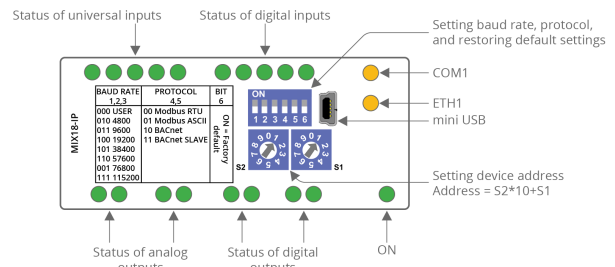 Status of universal inputs
Status of digital inputs
Setting baud rate, protocol,
and restoring default settings
COM1
ETH1
mini USB
MIX18-IP
BAUD RATE PROTOCOL BIT
1,2,3 4,5 6
000 USER 00 Modbus RTU
010 4800 01 Modbus ASCII
011 9600 10 BACnet
100 19200 11 BACnet SLAVE
101 38400
110 57600
001 76800
111 115200
ON = Factory
default
ON
1 2 3 4 5 6
S2
S1
Setting device address
Address = S2*10+S1
Status of analog
outputs
Status of digital
outputs
ON